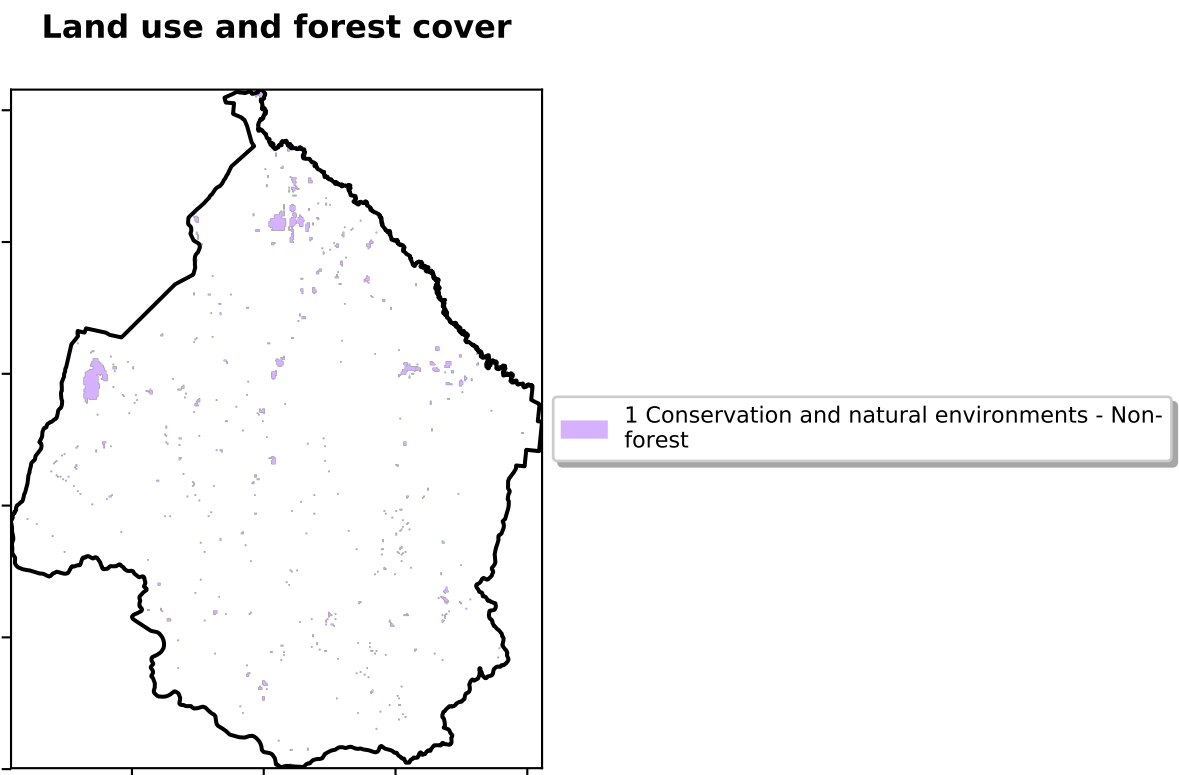 Land use and forest cover
1 Conservation and natural environments - Non-
forest